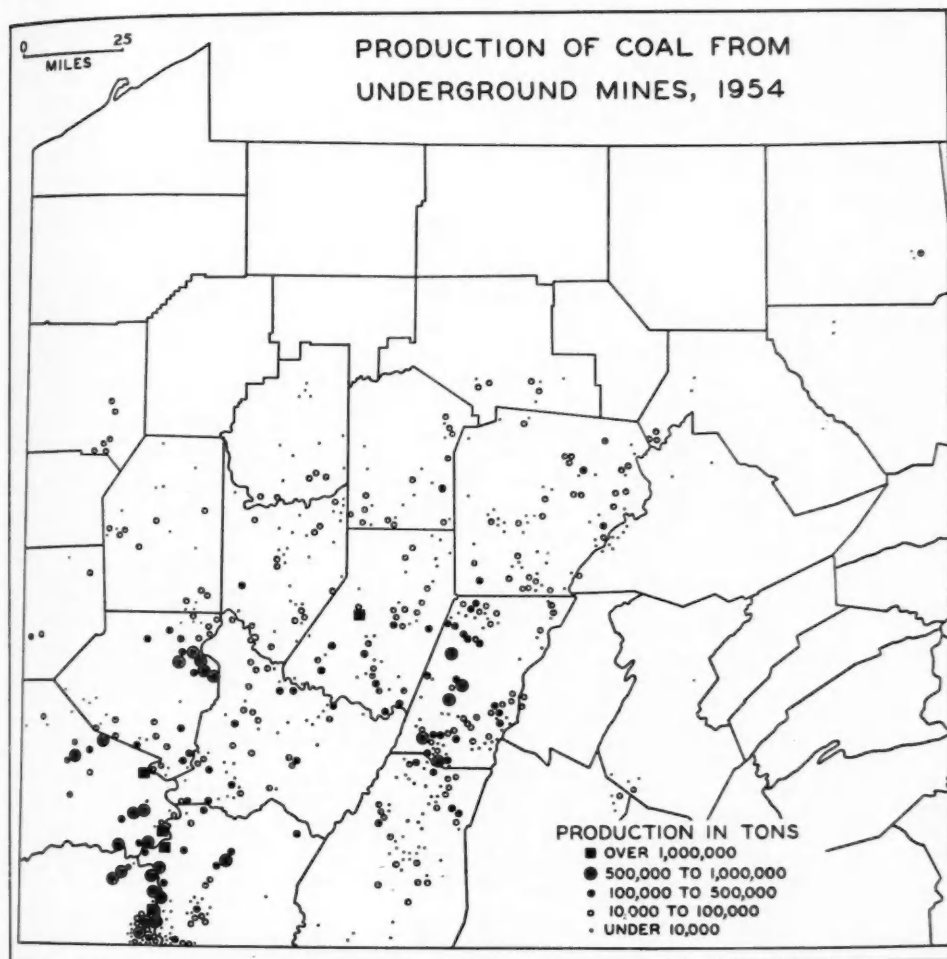 0 25
MILES
PRODUCTION OF COAL FROM
UNDERGROUND MINES, 1954
PRODUCTION IN TONS
OVER 1,000,000
500,000 TO 1,000,000
100,000 TO 500,000
10,000 TO 100,000
UNDER 10,000